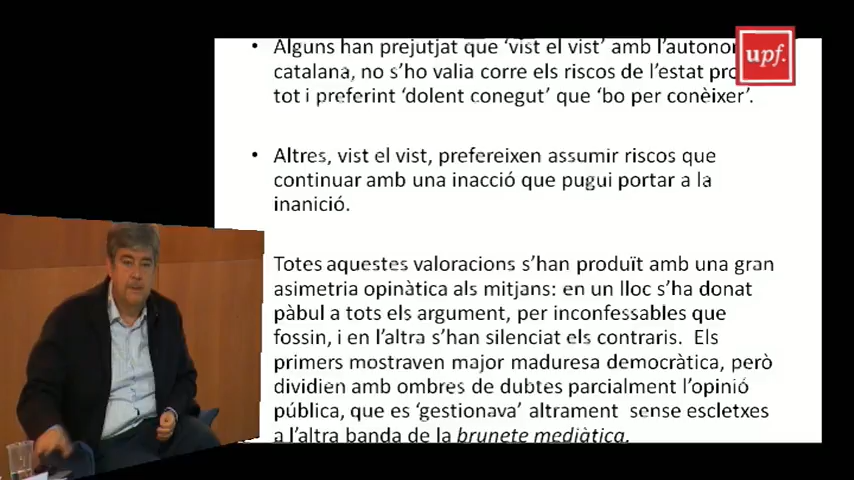 • Alguns han prejutjat que ‘vist el vist’ amb l’autono
catalana, no s’ho valia corre els riscos de l’estat pro
tot i preferint ‘dolent conegut’ que ‘bo per conèixer’.
upf.
• Altres, vist el vist, prefereixen assumir riscos que
continuar amb una inacció que pugui portar a la
inanició.
Totes aquestes valoracions s’han produït amb una gran
asimetria opinàtica als mitjans: en un lloc s’ha donat
pàbul a tots els argument, per inconfessables que
fossin, i en l’altra s’han silenciat els contraris. Els
primers mostraven major maduresa democràtica, però
dividien amb ombres de dubtes parcialment l’opinió
pública, que es ‘gestionava’ altrament sense escletxes
a l’altra banda de la brunete mediàtica.